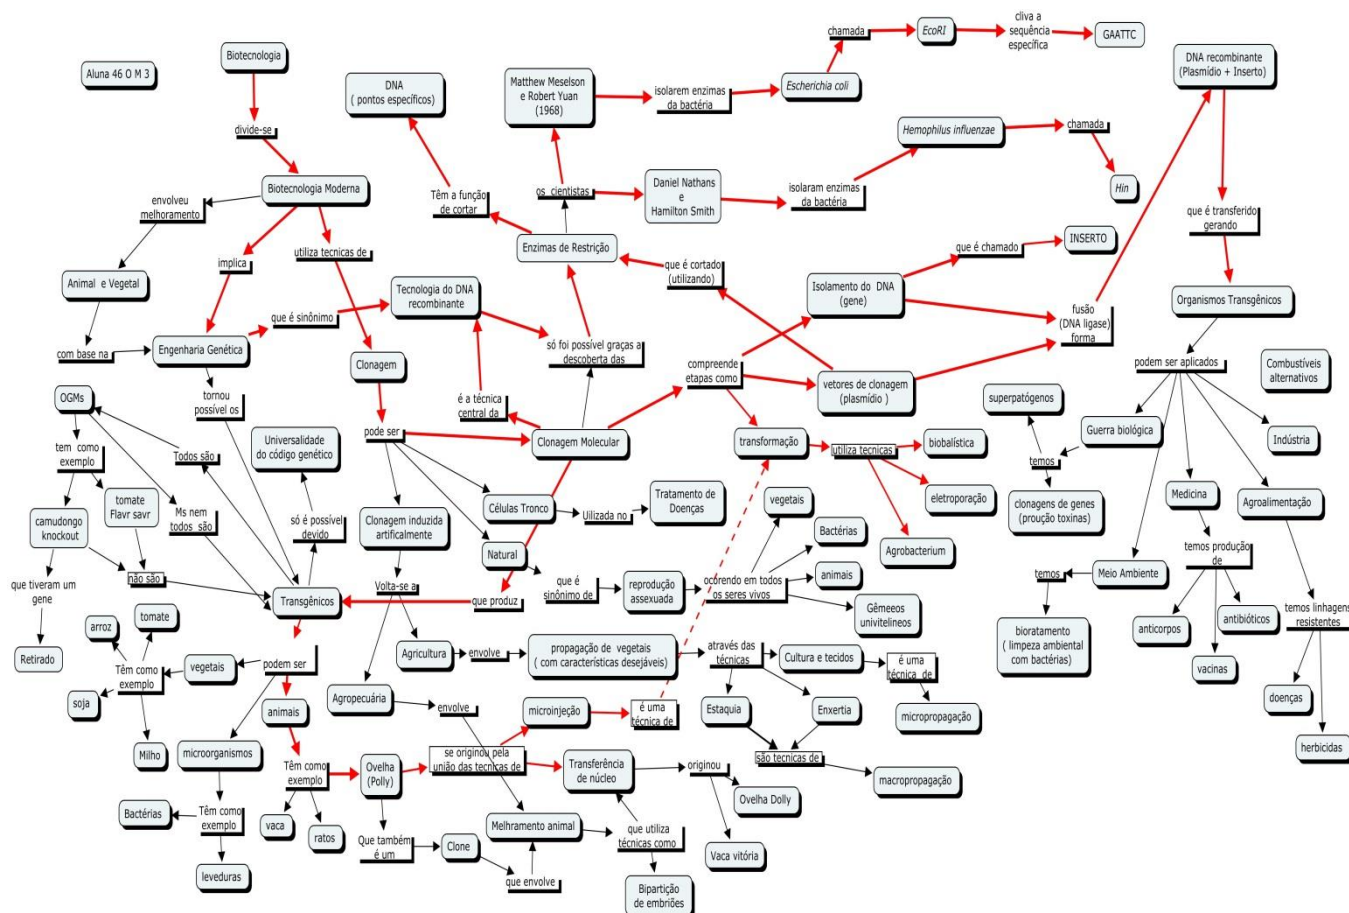 Aluna 46 O M 3
Biotecnologia
divide-se
Biotecnologia Moderna
envolveu
melhoramento
Animal e Vegetal
com base na
implica
Engenharia Genética
utiliza tecnicas de
que é sinônimo
Tecnologia do DNA
recombinante
DNA
( pontos específicos)
Têm a função
de cortar
Enzimas de Restrição
os cientistas
Matthew Meselson
e Robert Yuan
(1968)
isolarem enzimas
da bactéria
Escherichia coli
chamada
EcoRI
cliva a
sequência
específica
GAATTC
Daniel Nathans
e
Hamilton Smith
isolaram enzimas
da bactéria
Hemophilus influenzae
chamada
Hin
DNA recombinante
(Plasmídio + Inserto)
que é transferido
gerando
Organismos Transgênicos
que é cortado
(utilizando)
Isolamento do DNA
(gene)
que é chamado
INSERTO
fusão
(DNA ligase)
forma
só foi possível graças a
descoberta das
compreende
etapas como
vetores de clonagem
(plasmídio )
Clonagem
pode ser
é a técnica
central da
Clonagem Molecular
transformação
utiliza tecnicas
biobalística
eletroporação
Agrobacterium
podem ser aplicados
Combustíveis
alternativos
superpatógenos
Guerra biológica
temos
clonagens de genes
(proução toxinas)
Indústria
Medicina
temos produção
de
anticorpos
vacinas
antibióticos
Agroalimentação
temos linhagens
resistentes
doenças
herbicidas
Meio Ambiente
temos
bioratamento
( limpeza ambiental
com bactérias)
OGMs
tem como
exemplo
camudongo
knockout
tomate
Flavr savr
que tiveram um
gene
Retirado
não são
Todos são
Ms nem
todos são
tornou
possível os
Universalidade
do código genético
só é possível
devido
Transgênicos
que produz
Clonagem induzida
artificalmente
Volta-se a
Células Tronco
Uilizada no
Tratamento de
Doenças
Natural
que é
sinônimo de
reprodução
assexuada
ocrendo em todos
os seres vivos
vegetais
Bactérias
animais
Gêmeeos
univitelineos
Agricultura
envolve
propagação de vegetais
( com características desejáveis)
através das
técnicas
Cultura e tecidos
é uma
técnica de
micropropagação
Estaquia
Enxertia
são tecnicas de
macropropagação
Agropecuária
envolve
podem ser
vegetais
Têm como
exemplo
arroz
tomate
soja
Milho
animais
microorganismos
Têm como
exemplo
Bactérias
leveduras
Têm como
exemplo
vaca
ratos
Ovelha
(Polly)
se originou pela
união das tecnicas de
microinjeção
é uma
técnica de
Transferência
de núcleo
originou
Ovelha Dolly
Vaca vitória
Que também
é um
Clone
que envolve
Melhramento animal
que utiliza
técnicas como
Bipartição
de embriões